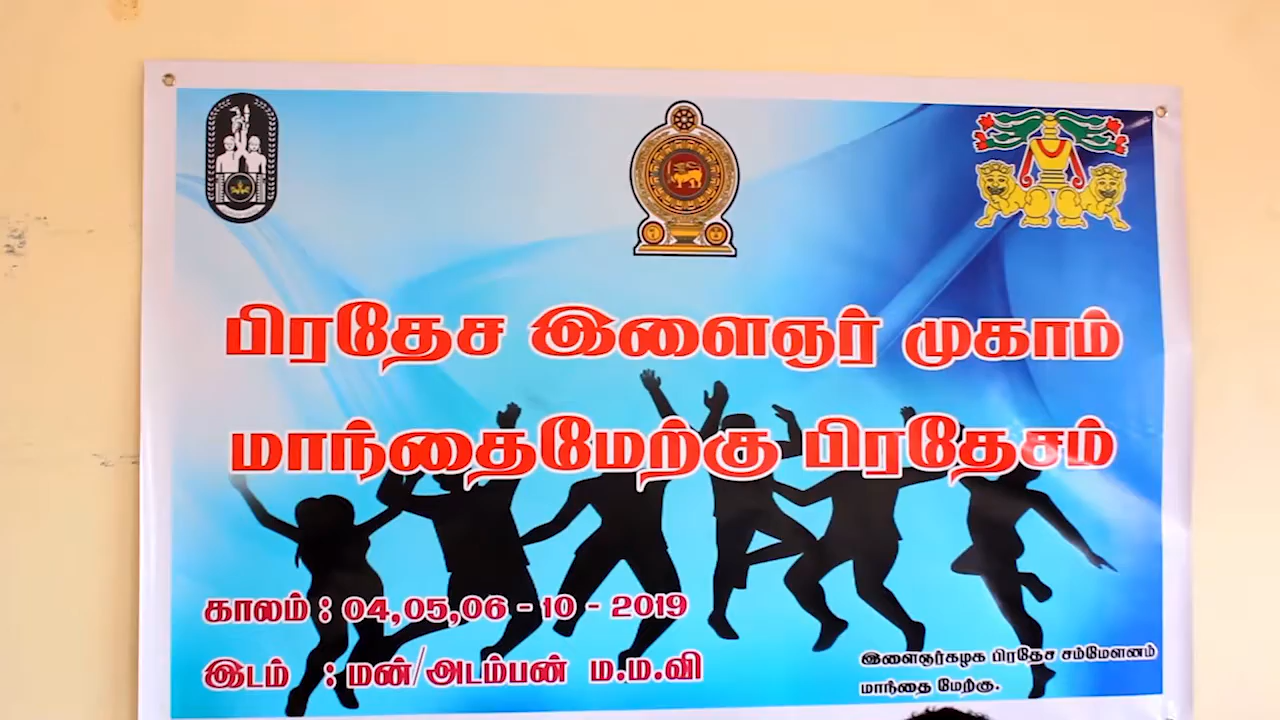 பிரதேச இளைஞர் முகாம்
மாந்தைமேற்கு பிரதேசம்
காலம் : 04,05,06 - 10 - 2019
இடம் : மன்/அடம்பன் ம.ம.வி
இளைஞர்கழக பிரதேச சம்மேளனம்
மாந்தை மேற்கு.